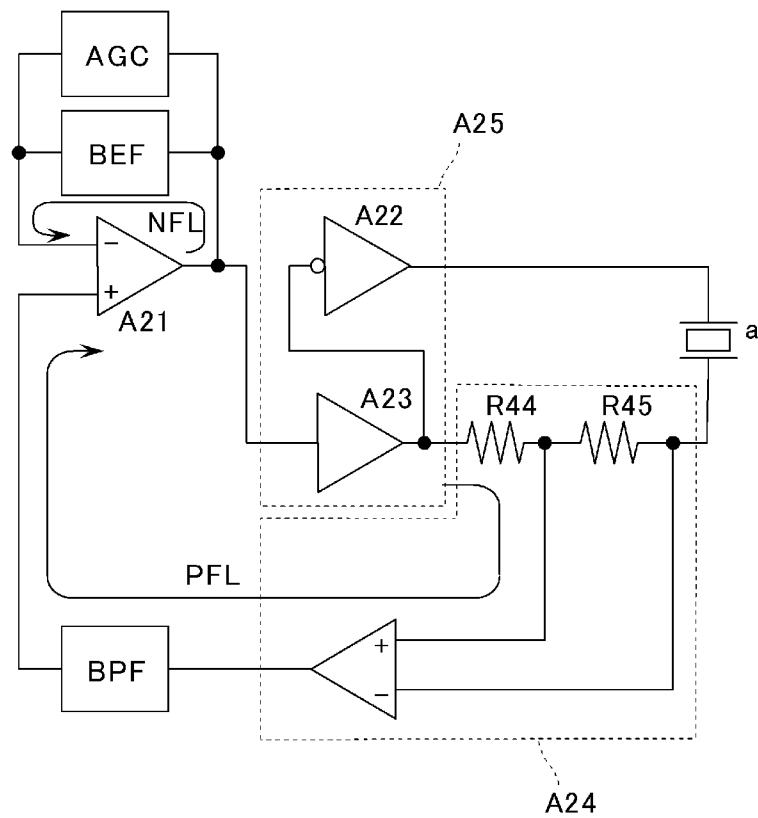 AGC
BEF
A25
NFL
A22
−
+
A21
a
A23
R44
R45
PFL
BPF
+
−
A24